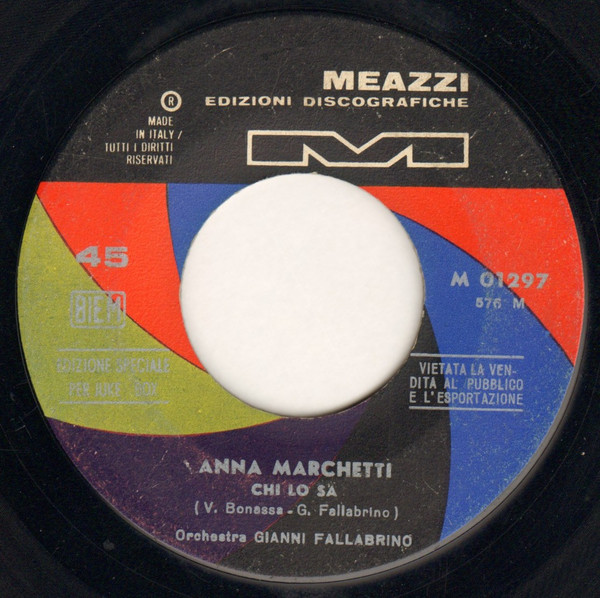 MEAZZI
EDIZIONI DISCOGRAFICHE
R
MADE
IN ITALY/
TUTTI I DIRITTI
RISERVATI
M
45
BIEM
EDIZIONE SPECIALE
PER JUKE-BOX
M 01297
576 M
VIETATA LA VEN-
DITA AL PUBBLICO
E L'ESPORTAZIONE
ANNA MARCHETTI
CHI LO SÀ
(V. Bonassa - G. Fallabrino)
Orchestra GIANNI FALLABRINO